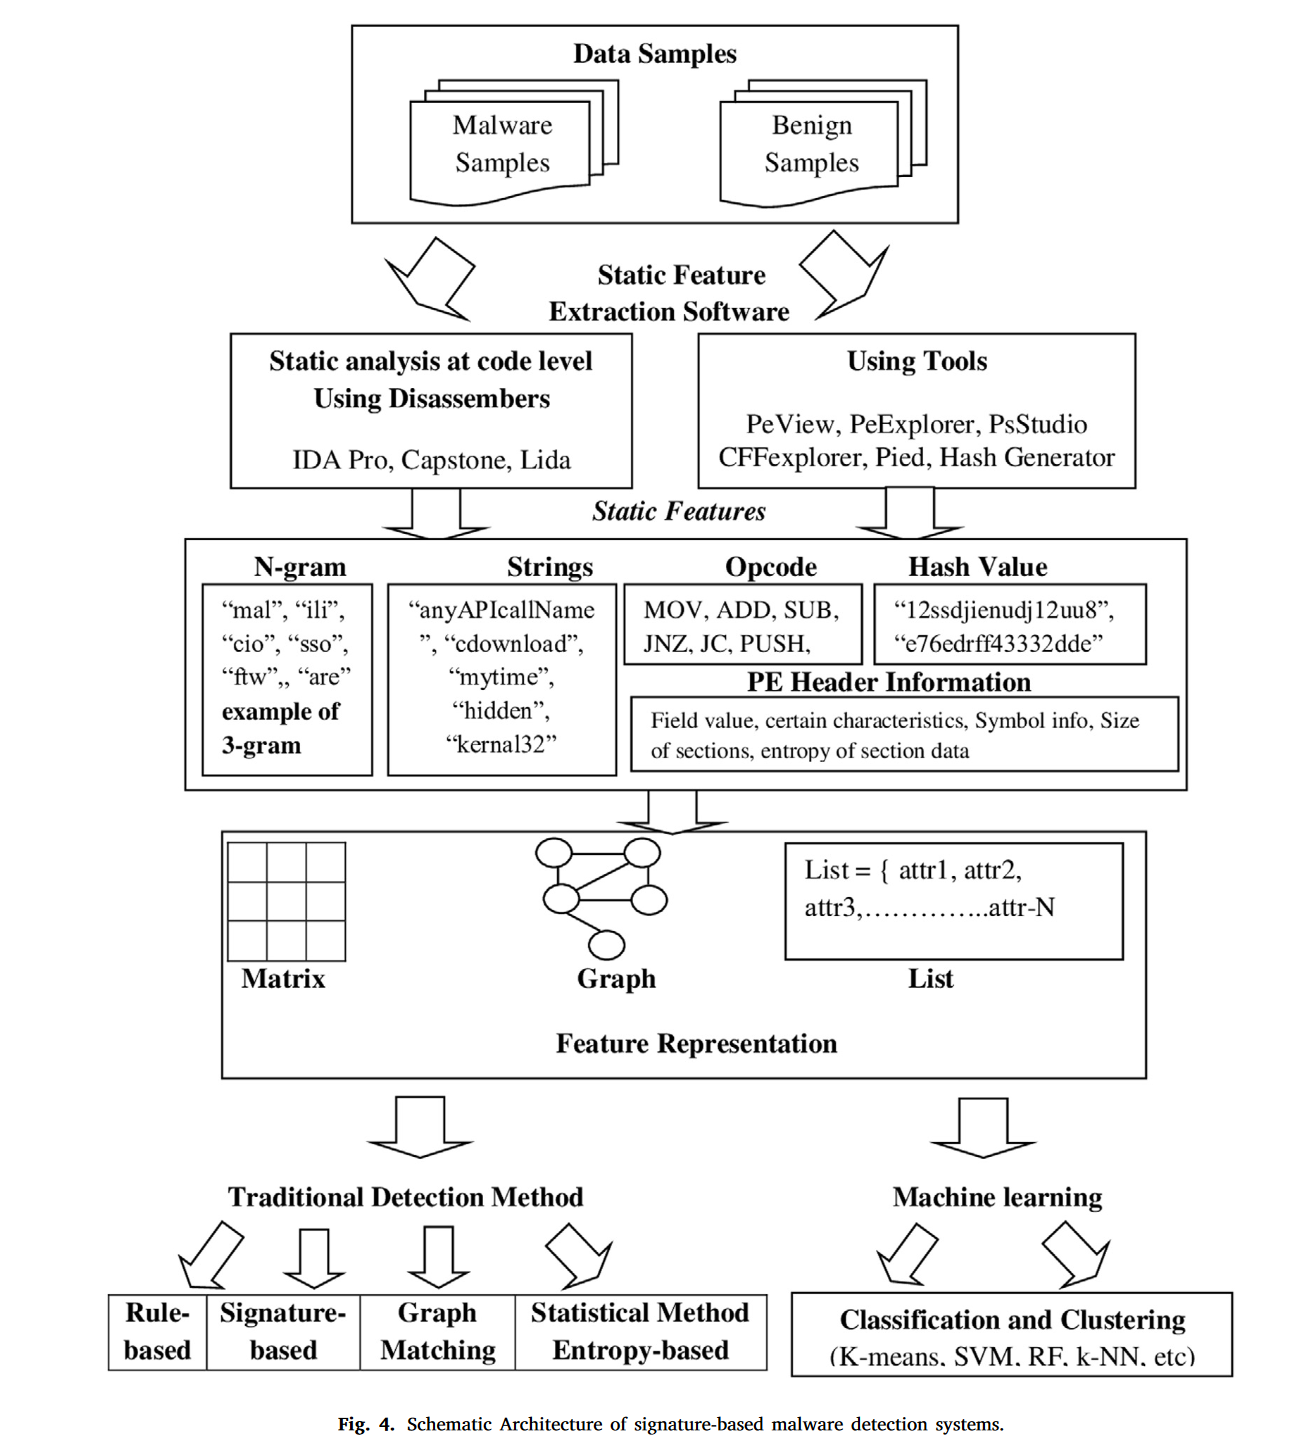 Data Samples
Malware
Samples
Benign
Samples
Static Feature
Extraction Software
Static analysis at code level
Using Disassembers
IDA Pro, Capstone, Lida
Using Tools
PeView, PeExplorer, PsStudio
CFFexplorer, Pied, Hash Generator
Static Features
N-gram
“mal”, “ili”,
“cio”, “sso”,
“ftw”,, “are”
example of
3-gram
Strings
“anyAPIcallName
”, “cdownload”,
“mytime”,
“hidden”,
“kernal32”
Opcode
MOV, ADD, SUB,
JNZ, JC, PUSH,
Hash Value
“12ssdjienudj12uu8”,
“e76edrff43332dde”
PE Header Information
Field value, certain characteristics, Symbol info, Size
of sections, entropy of section data
Matrix
Graph
List = { attr1, attr2,
attr3,…………..attr-N
List
Feature Representation
Traditional Detection Method
Machine learning
Rule-
based
Signature-
based
Graph
Matching
Statistical Method
Entropy-based
Classification and Clustering
(K-means, SVM, RF, k-NN, etc)
Fig. 4. Schematic Architecture of signature-based malware detection systems.